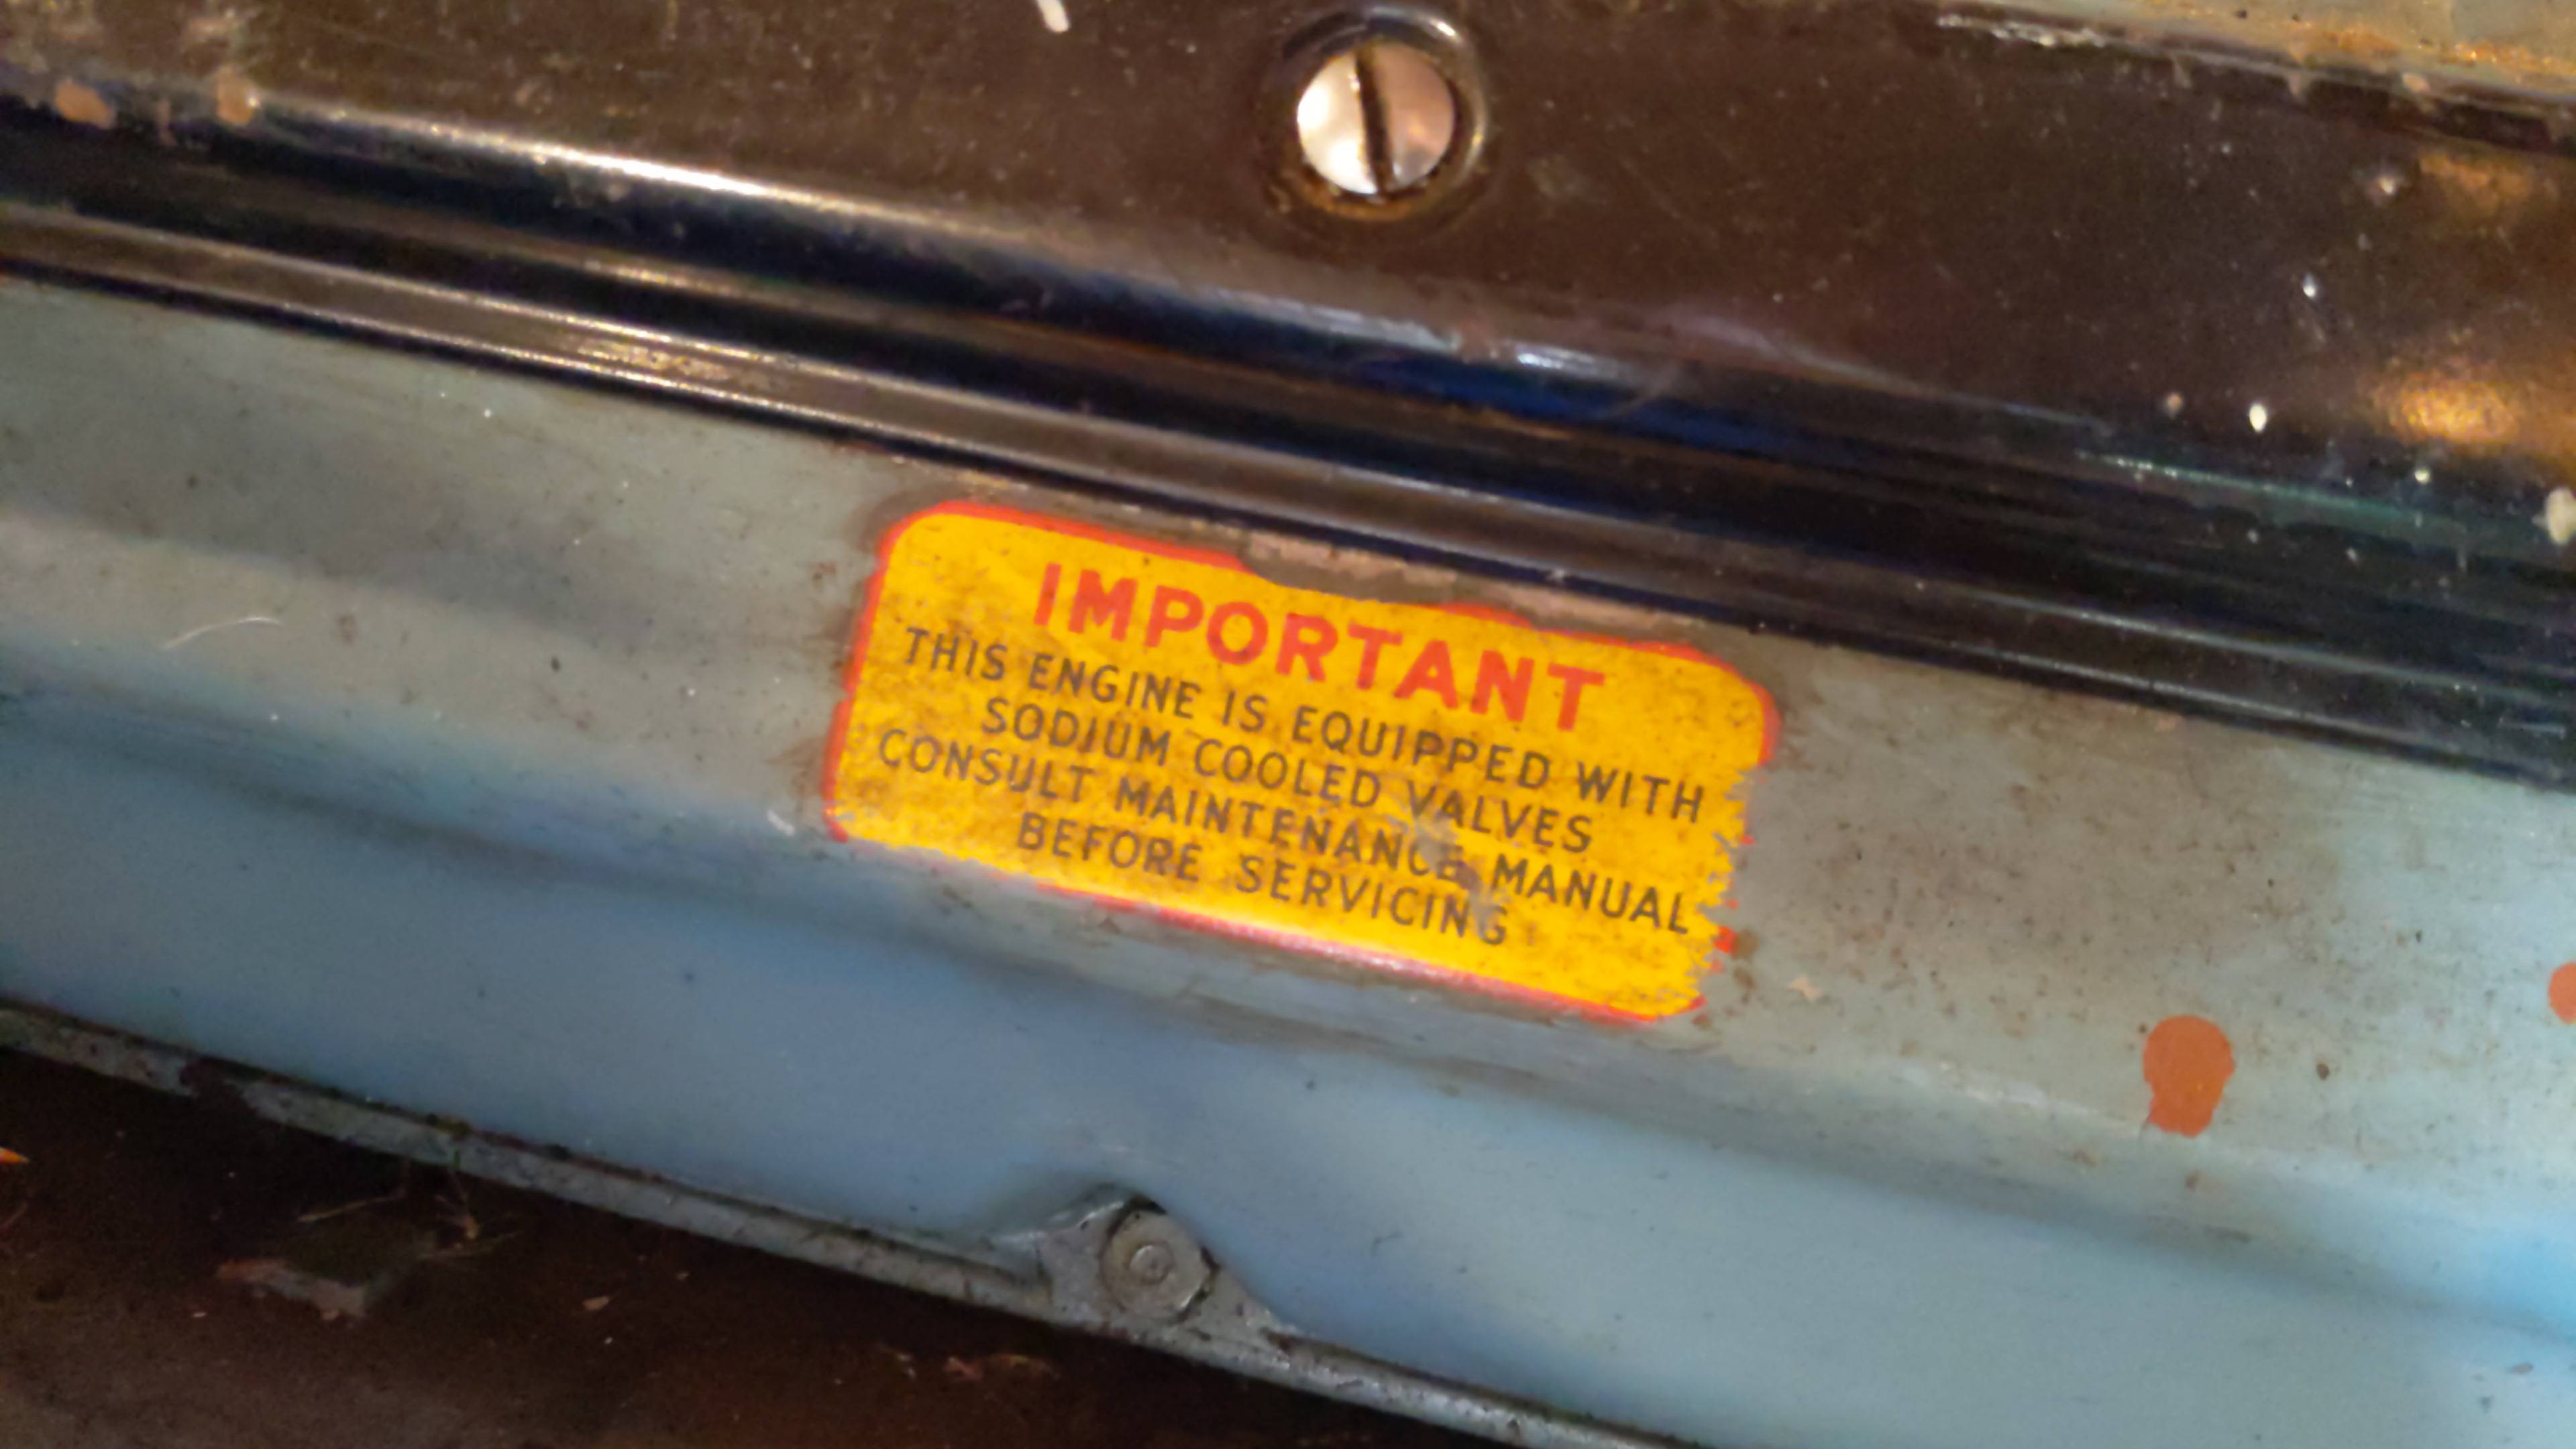 IMPORTANT
THIS ENGINE IS EQUIPPED WITH
SODIUM COOLED VALVES
CONSULT MAINTENANCE MANUAL
BEFORE SERVICING